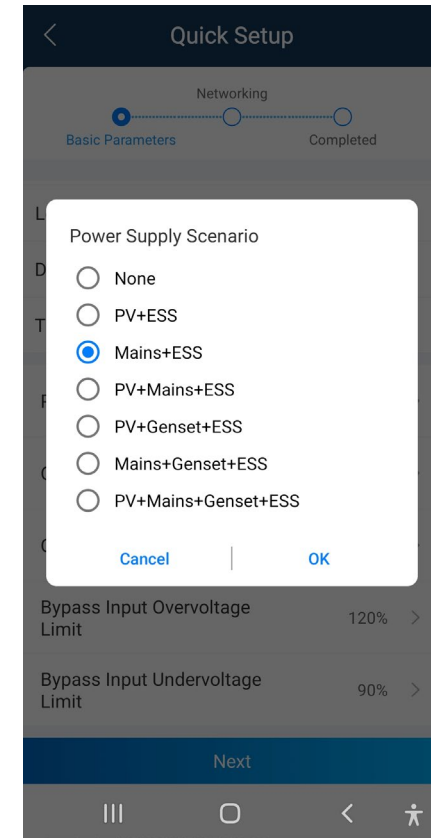 Quick Setup
Networking
Basic Parameters
Completed
L
D
T
Power Supply Scenario
None
PV+ESS
Mains+ESS
PV+Mains+ESS
PV+Genset+ESS
Mains+Genset+ESS
PV+Mains+Genset+ESS
Cancel
OK
Bypass Input Overvoltage
Limit
120%
Bypass Input Undervoltage
Limit
90%
Next